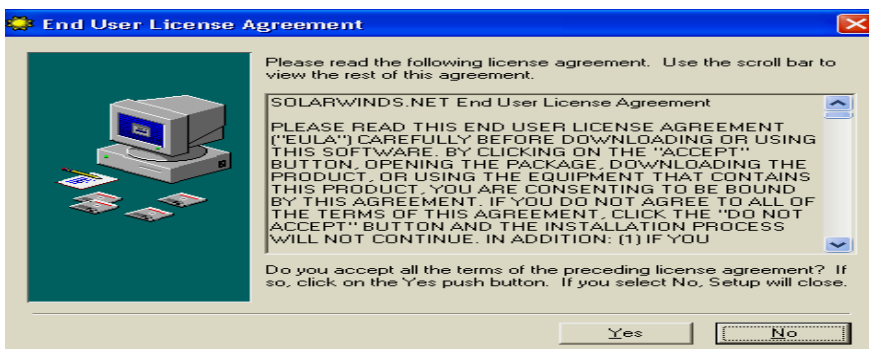 End User License Agreement
Please read the following license agreement. Use the scroll bar to
view the rest of this agreement.
SOLARWINDS.NET End User License Agreement
PLEASE READ THIS END USER LICENSE AGREEMENT
("EULA") CAREFULLY BEFORE DOWNLOADING OR USING
THIS SOFTWARE. BY CLICKING ON THE "ACCEPT"
BUTTON, OPENING THE PACKAGE, DOWNLOADING THE
PRODUCT, OR USING THE EQUIPMENT THAT CONTAINS
THIS PRODUCT, YOU ARE CONSENTING TO BE BOUND
BY THIS AGREEMENT. IF YOU DO NOT AGREE TO ALL OF
THE TERMS OF THIS AGREEMENT, CLICK THE "DO NOT
ACCEPT" BUTTON AND THE INSTALLATION PROCESS
WILL NOT CONTINUE. IN ADDITION: (1) IF YOU
Do you accept all the terms of the preceding license agreement? If
so, click on the Yes push button. If you select No, Setup will close.
Yes
No